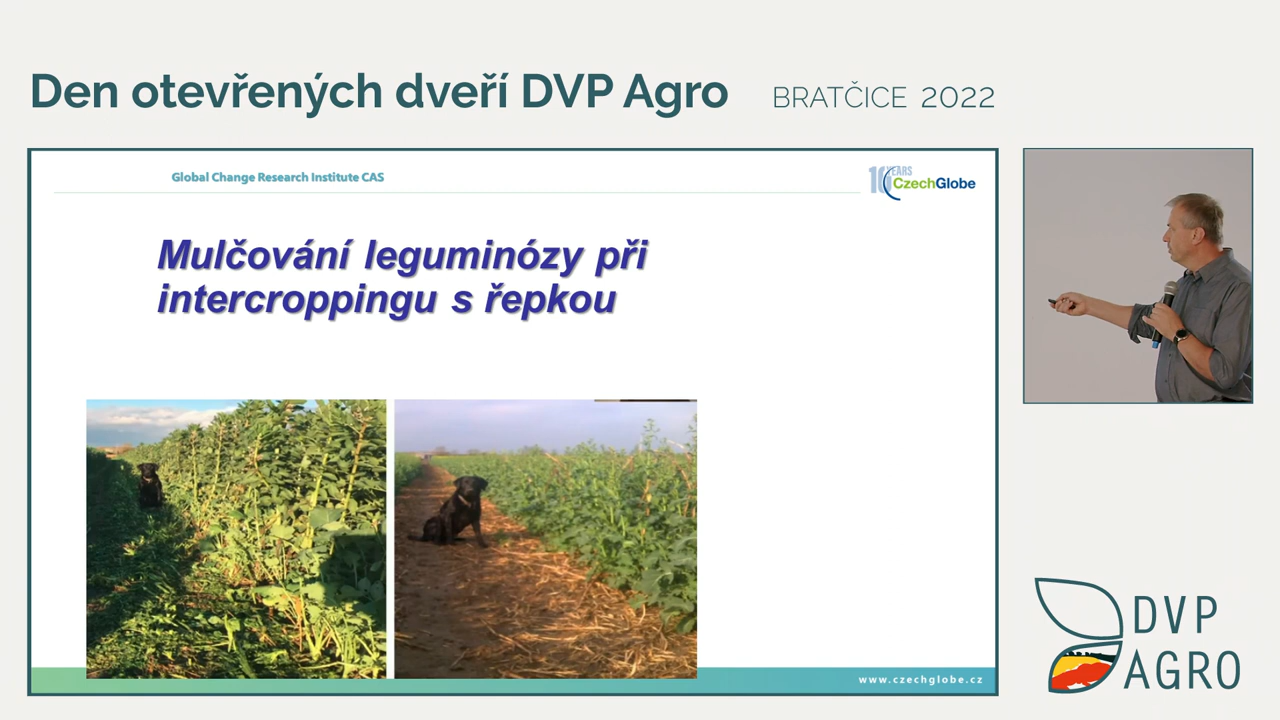 Den otevřených dveří DVP Agro BRATČICE 2022
Global Change Research Institute CAS
10 YEARS
CzechGlobe
Mulčování leguminózy při
intercroppingu s řepkou
www.czechglobe.cz
DVP
AGRO